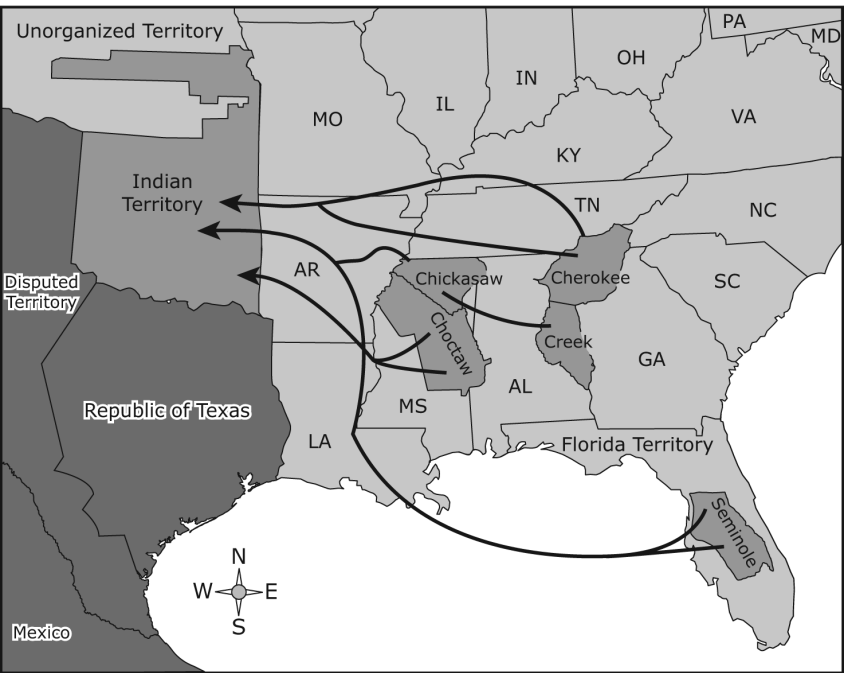 Unorganized Territory
PA
MD
OH
IN
IL
MO
VA
KY
Indian
Territory
TN
NC
AR
Chickasaw
Cherokee
SC
Disputed
Territory
Choctaw
Creek
GA
AL
Republic of Texas
MS
LA
Florida Territory
Seminole
N
W
E
S
Mexico